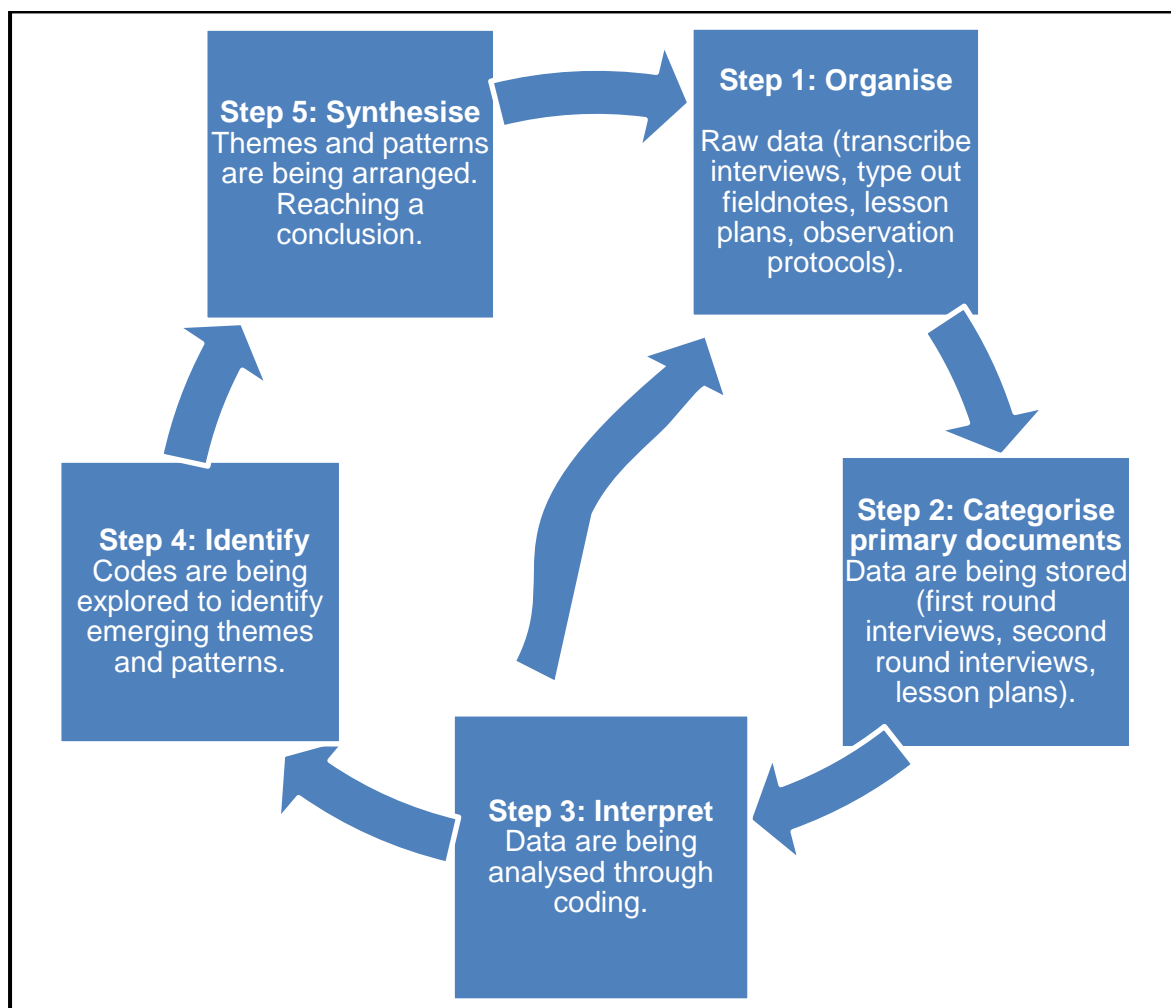 Step 1: Organise
Raw data (transcribe
interviews, type out
fieldnotes, lesson
plans, observation
protocols).
Step 2: Categorise
primary documents
Data are being stored
(first round
interviews, second
round interviews,
lesson plans).
Step 3: Interpret
Data are being
analysed through
coding.
Step 4: Identify
Codes are being
explored to identify
emerging themes
and patterns.
Step 5: Synthesise
Themes and patterns
are being arranged.
Reaching a
conclusion.